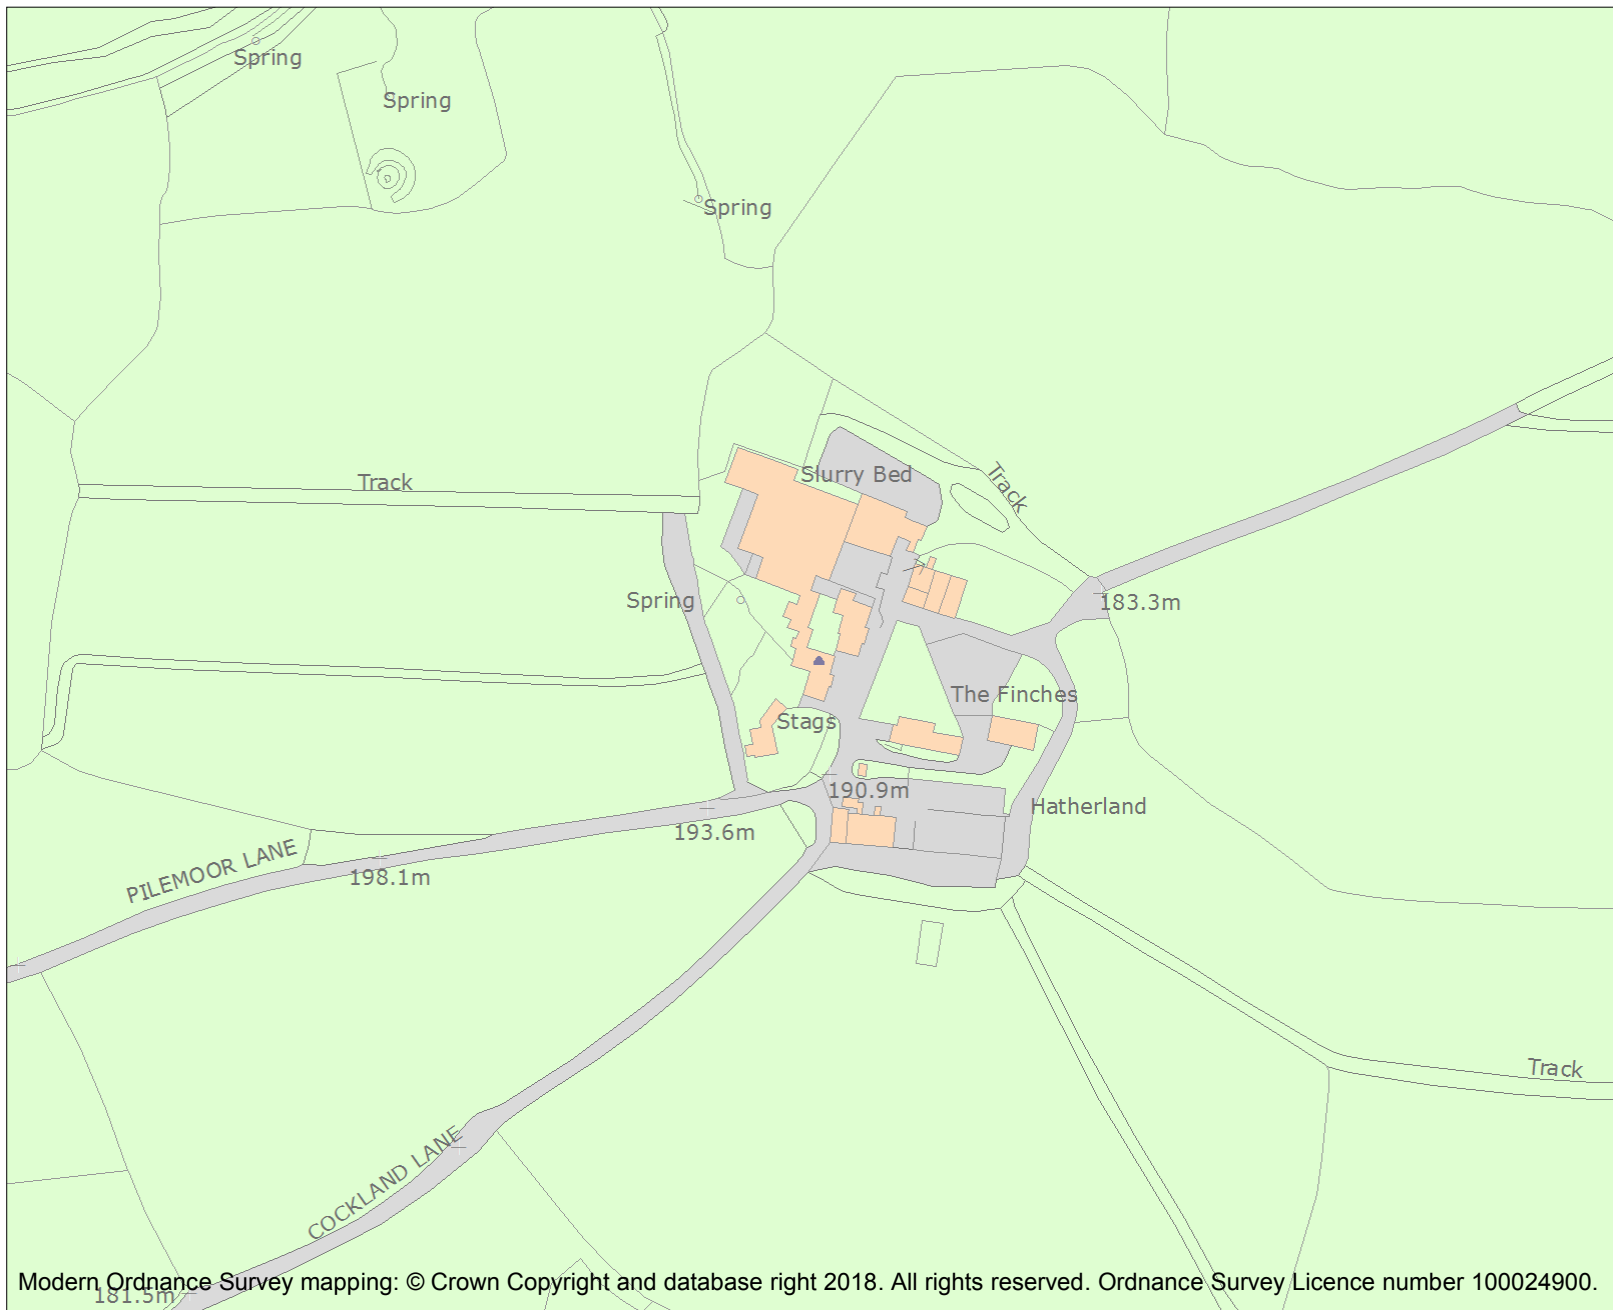 Spring
Spring
Spring
Track
Slurry Bed
Track
Spring
183.3m
The Finches
Stags
190.9m
Hatherland
193.6m
PILEMOOR LANE
198.1m
Track
COCKLAND LANE
181.5m
Modern Ordnance Survey mapping: © Crown Copyright and database right 2018. All rights reserved. Ordnance Survey Licence number 100024900.